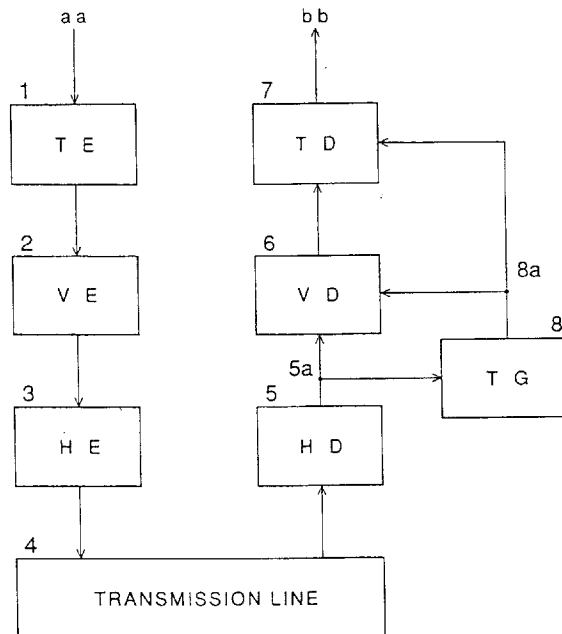 aa
bb
1
7
T E
T D
2
6
V E
V D
8a
8
5a
T G
3
5
H E
H D
4
TRANSMISSION LINE